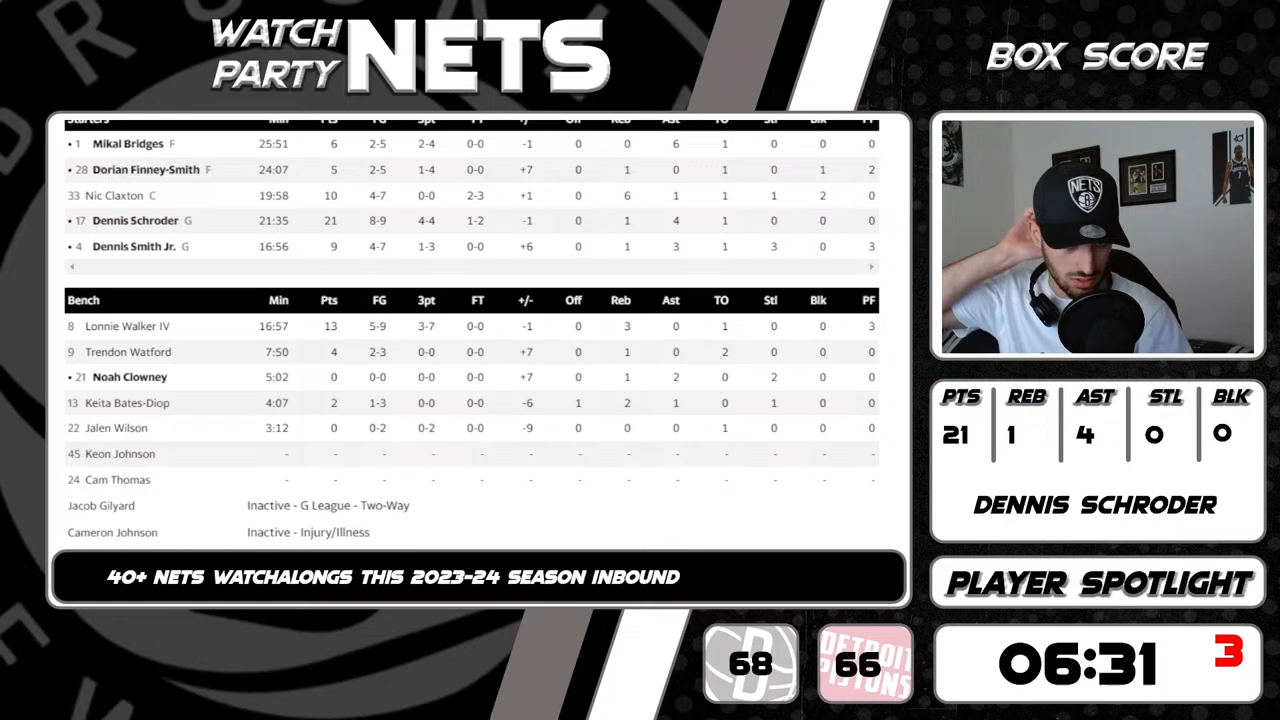 WATCH PARTY NETS
BOX SCORE
Starters Min Pts FG 3pt FT +/- Off Reb Ast TO Stl Blk PF
• 1 Mikal Bridges F 25:51 6 2-5 2-4 0-0 -1 0 0 6 1 0 0 0
• 28 Dorian Finney-Smith F 24:07 5 2-5 1-4 0-0 +7 0 1 0 1 0 1 2
33 Nic Claxton C 19:58 10 4-7 0-0 2-3 +1 0 6 1 1 1 2 0
• 17 Dennis Schroder G 21:35 21 8-9 4-4 1-2 -1 0 1 4 1 0 0 0
• 4 Dennis Smith Jr. G 16:56 9 4-7 1-3 0-0 +6 0 1 3 1 3 0 3
Bench Min Pts FG 3pt FT +/- Off Reb Ast TO Stl Blk PF
8 Lonnie Walker IV 16:57 13 5-9 3-7 0-0 -1 0 3 0 1 0 0 3
9 Trendon Watford 7:50 4 2-3 0-0 0-0 +7 0 1 0 2 0 0 0
• 21 Noah Clowney 5:02 0 0-0 0-0 0-0 +7 0 1 2 0 2 0 0
13 Keita Bates-Diop 4:07 2 1-3 0-0 0-0 -6 1 2 1 0 1 0 0
22 Jalen Wilson 3:12 0 0-2 0-2 0-0 -9 0 0 0 1 0 0 0
45 Keon Johnson - - - - - - - - - - - - -
24 Cam Thomas - - - - - - - - - - - - -
Jacob Gilyard Inactive - G League - Two-Way
Cameron Johnson Inactive - Injury/Illness
40+ NETS WATCHALONGS THIS 2023-24 SEASON INBOUND
NETS
PTS REB AST STL BLK
21 1 4 0 0
DENNIS SCHRODER
PLAYER SPOTLIGHT
68
DETROIT PISTONS
66
06:31
3